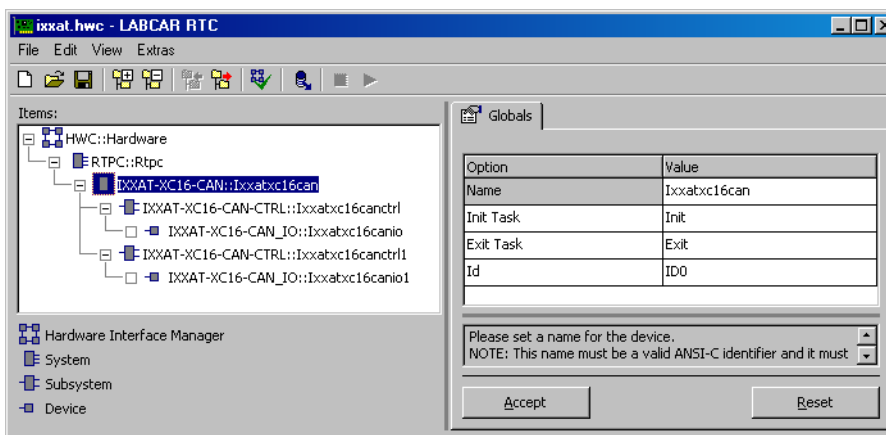 ixxat.hwc - LABCAR RTC
File Edit View Extras
Items:
HWC::Hardware
RTPC::Rtpc
IXXAT-XC16-CAN::Ixxatxc16can
IXXAT-XC16-CAN-CTRL::Ixxatxc16canctrl
IXXAT-XC16-CAN_IO::Ixxatxc16canio
IXXAT-XC16-CAN-CTRL::Ixxatxc16canctrl1
IXXAT-XC16-CAN_IO::Ixxatxc16canio1
Hardware Interface Manager
System
Subsystem
Device
Globals
Option Value
Name Ixxatxc16can
Init Task Init
Exit Task Exit
Id ID0
Please set a name for the device.
NOTE: This name must be a valid ANSI-C identifier and it must
Accept Reset